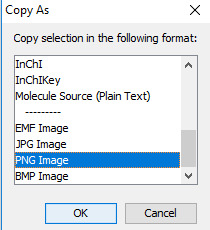 Copy As
Copy selection in the following format:
InChI
InChIKey
Molecule Source (Plain Text)
---------
EMF Image
JPG Image
PNG Image
BMP Image
OK
Cancel